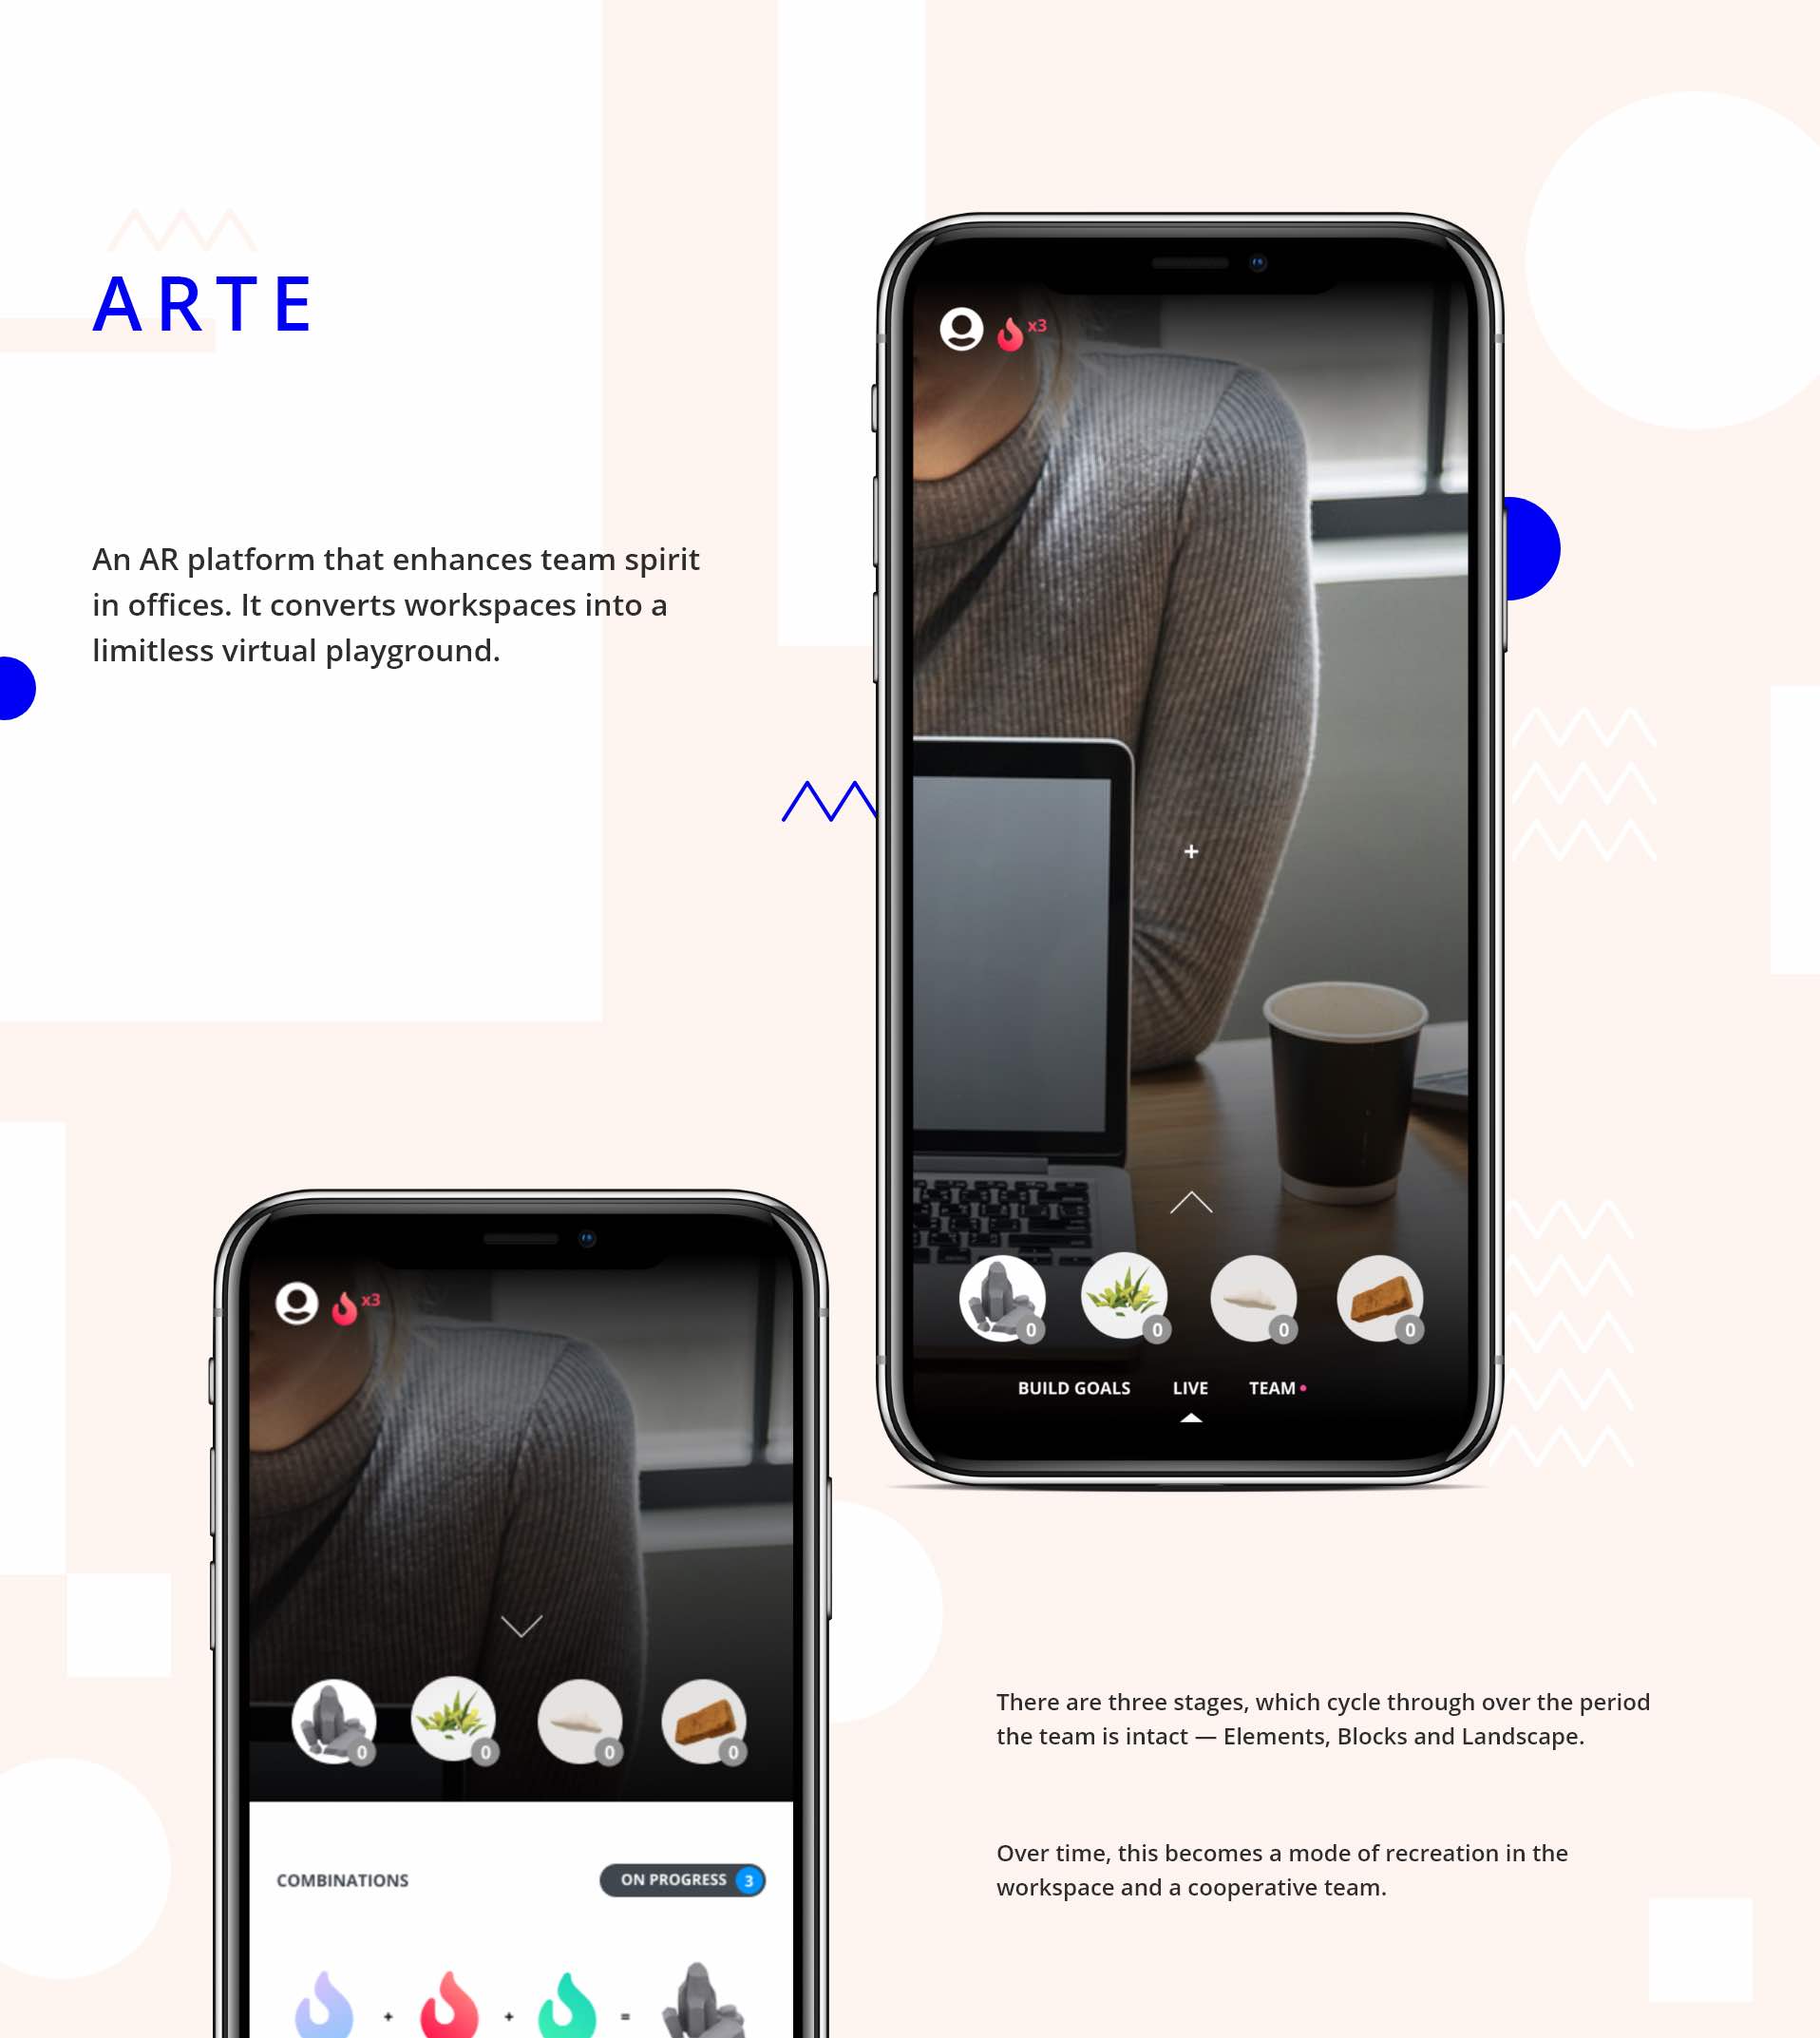 ARTE
An AR platform that enhances team spirit
in offices. It converts workspaces into a
limitless virtual playground.
x3
0 0 0 0
BUILD GOALS LIVE TEAM
x3
0 0 0 0
COMBINATIONS ON PROGRESS 3
+ + =
There are three stages, which cycle through over the period
the team is intact — Elements, Blocks and Landscape.
Over time, this becomes a mode of recreation in the
workspace and a cooperative team.